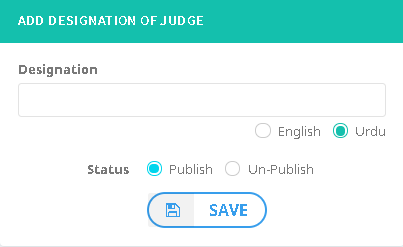 ADD DESIGNATION OF JUDGE
Designation
English Urdu
Status Publish Un-Publish
SAVE